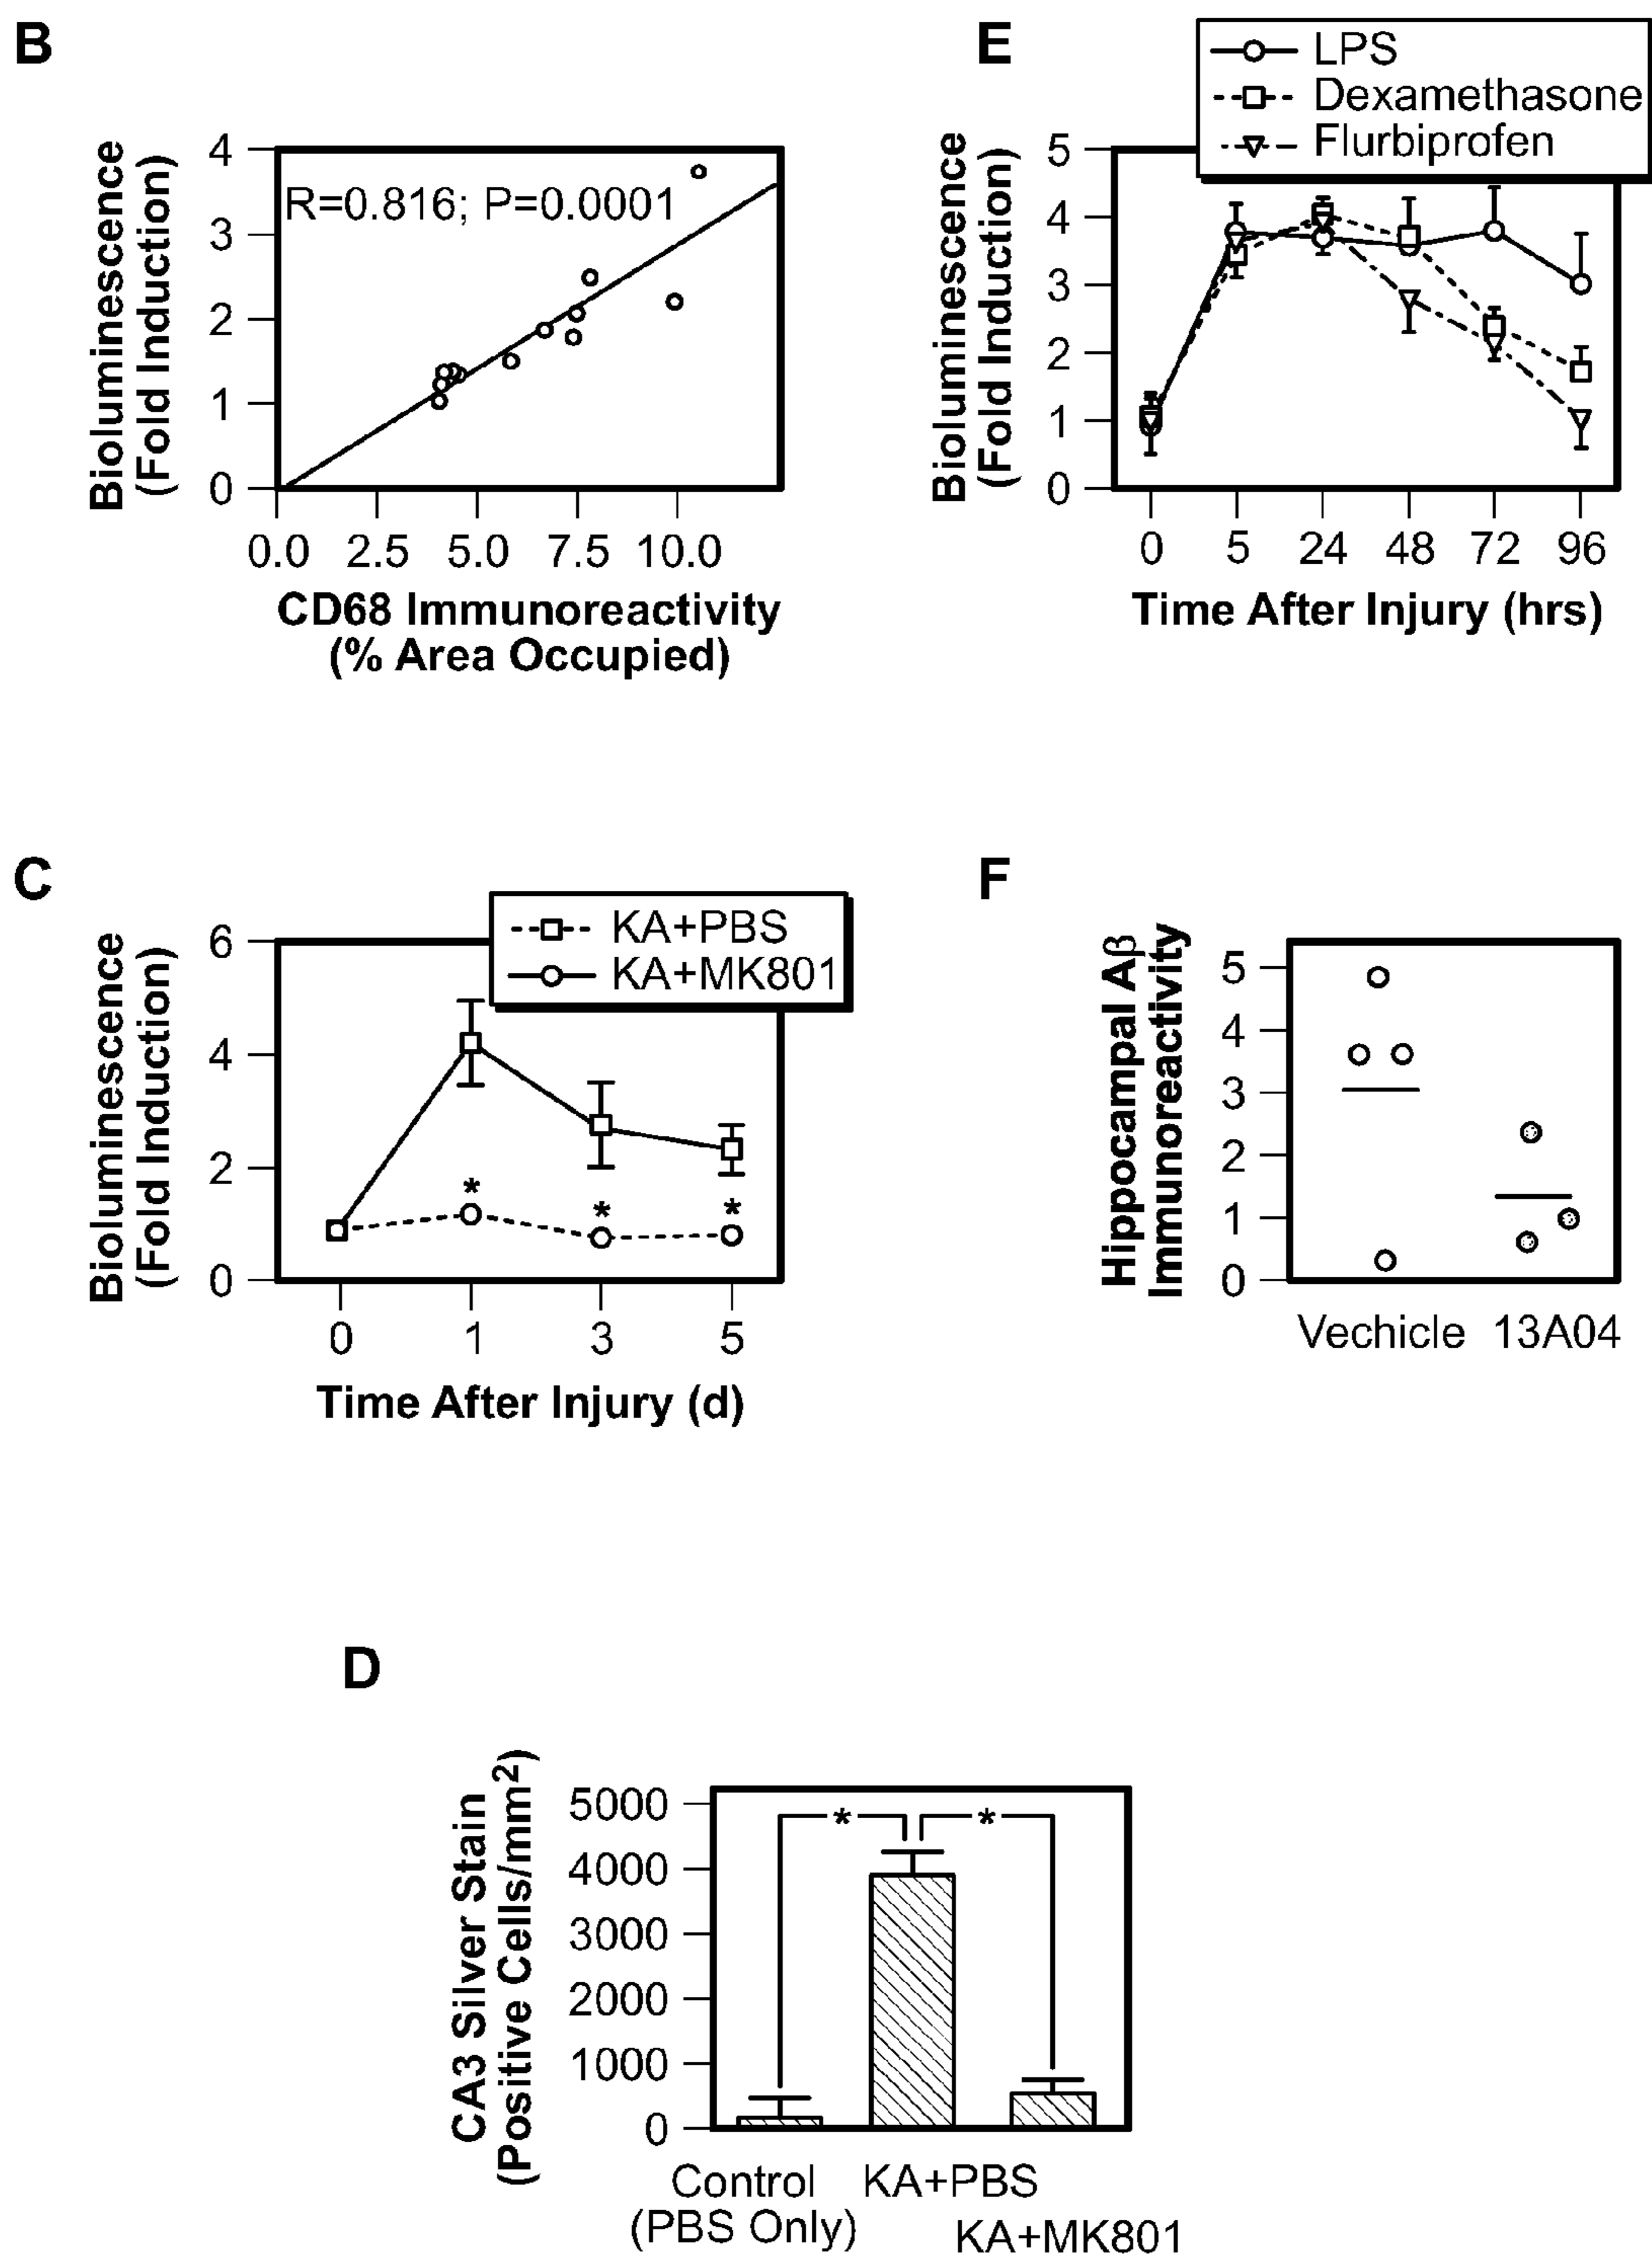 B
Bioluminescence
(Fold Induction)
4
3
2
1
0
R=0.816; P=0.0001
0.0 2.5 5.0 7.5 10.0
CD68 Immunoreactivity
(% Area Occupied)
E
LPS
Dexamethasone
Flurbiprofen
Bioluminescence
(Fold Induction)
5
4
3
2
1
0
0 5 24 48 72 96
Time After Injury (hrs)
C
KA+PBS
KA+MK801
Bioluminescence
(Fold Induction)
6
4
2
0
*
*
*
0 1 3 5
Time After Injury (d)
F
Hippocampal Aβ
Immunoreactivity
5
4
3
2
1
0
Vechicle 13A04
D
CA3 Silver Stain
(Positive Cells/mm²)
5000
4000
3000
2000
1000
0
* *
Control KA+PBS
(PBS Only) KA+MK801